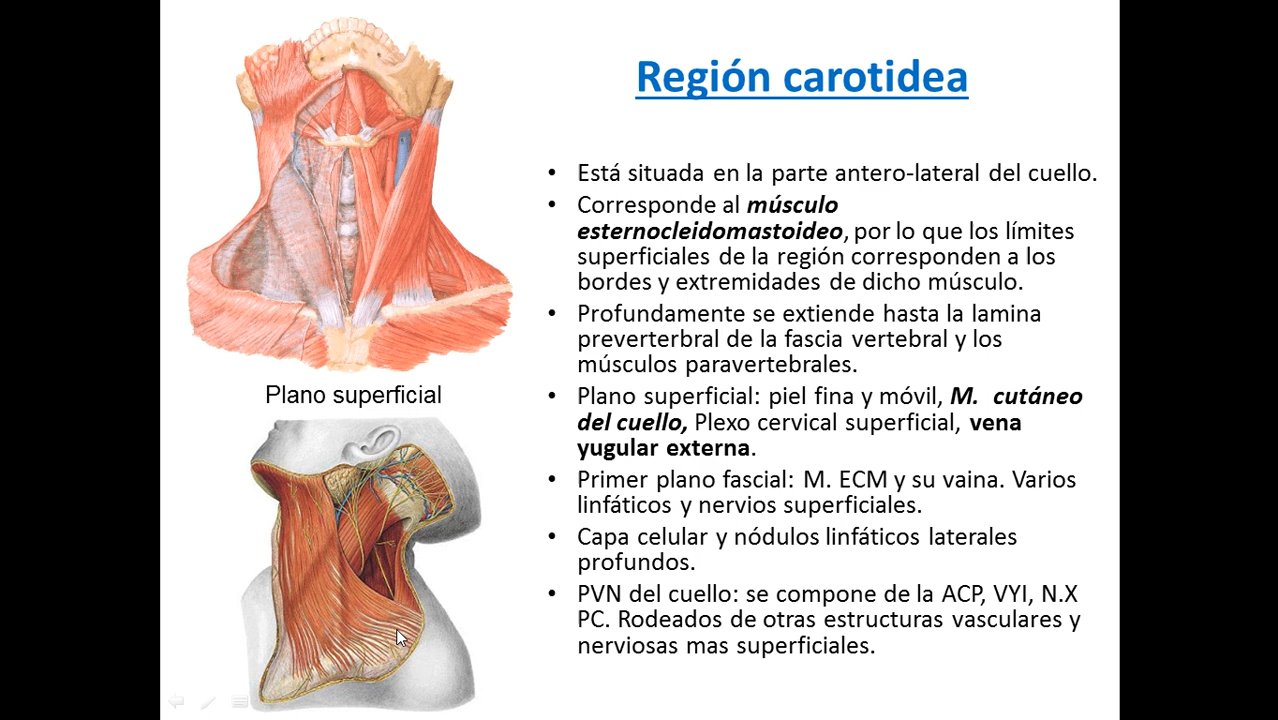 Región carotidea
• Está situada en la parte antero-lateral del cuello.
• Corresponde al músculo
esternocleidomastoideo, por lo que los límites
superficiales de la región corresponden a los
bordes y extremidades de dicho músculo.
• Profundamente se extiende hasta la lamina
preverterbral de la fascia vertebral y los
músculos paravertebrales.
Plano superficial
• Plano superficial: piel fina y móvil, M. cutáneo
del cuello, Plexo cervical superficial, vena
yugular externa.
• Primer plano fascial: M. ECM y su vaina. Varios
linfáticos y nervios superficiales.
• Capa celular y nódulos linfáticos laterales
profundos.
• PVN del cuello: se compone de la ACP, VYI, N.X
PC. Rodeados de otras estructuras vasculares y
nerviosas mas superficiales.